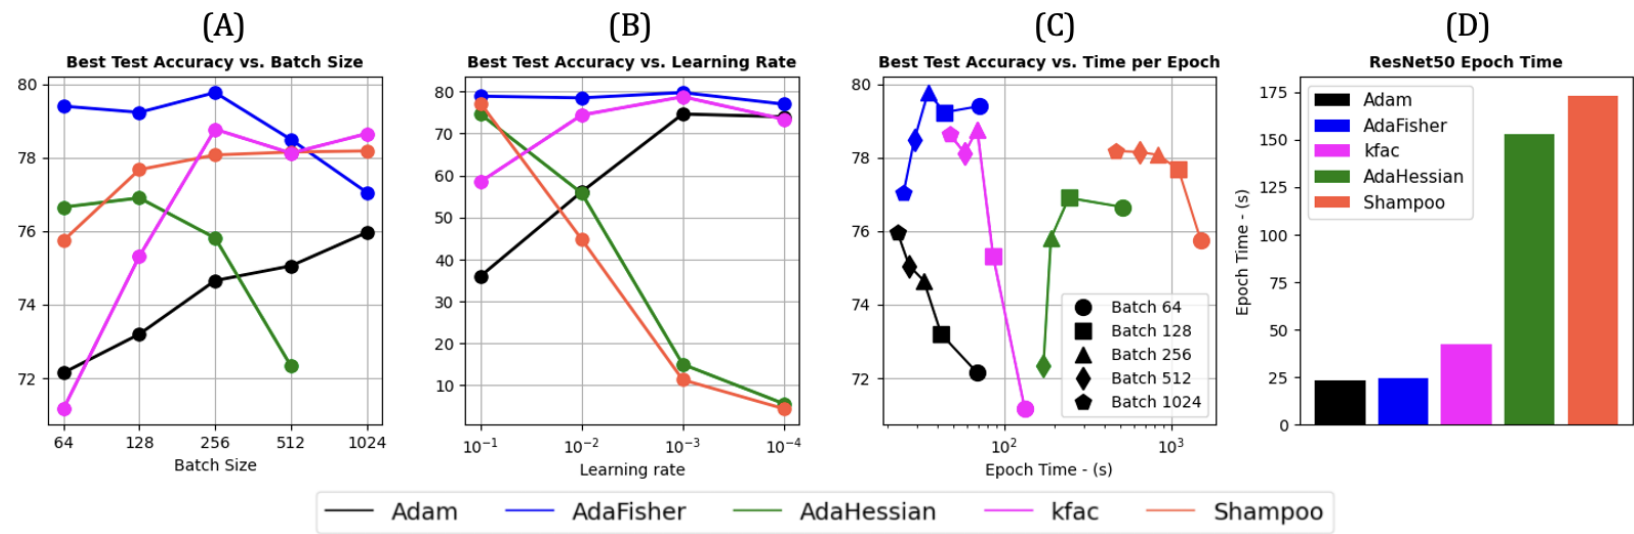 (A)
Best Test Accuracy vs. Batch Size
80
78
76
74
72
64 128 256 512 1024
Batch Size
(B)
Best Test Accuracy vs. Learning Rate
80
70
60
50
40
30
20
10
10⁻¹ 10⁻² 10⁻³ 10⁻⁴
Learning rate
(C)
Best Test Accuracy vs. Time per Epoch
80
78
76
74
72
Batch 64
Batch 128
Batch 256
Batch 512
Batch 1024
10² 10³
Epoch Time - (s)
(D)
ResNet50 Epoch Time
Epoch Time - (s)
175
150
125
100
75
50
25
0
Adam
AdaFisher
kfac
AdaHessian
Shampoo
Adam AdaFisher AdaHessian kfac Shampoo